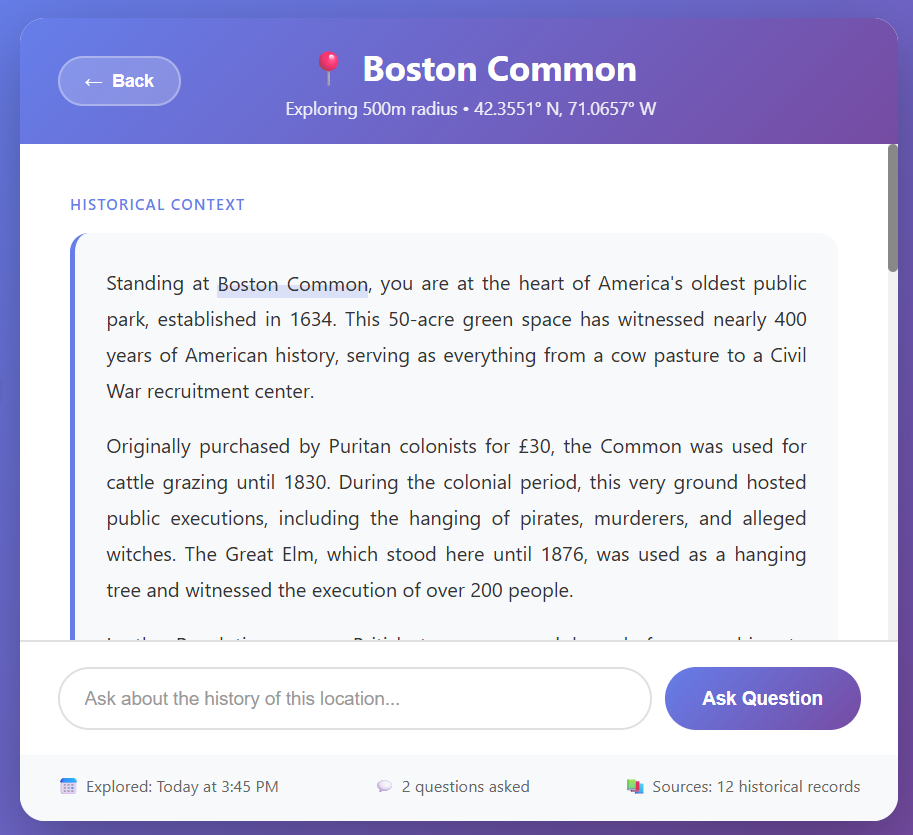 ← Back
Boston Common
Exploring 500m radius • 42.3551° N, 71.0657° W
HISTORICAL CONTEXT
Standing at Boston Common, you are at the heart of America's oldest public
park, established in 1634. This 50-acre green space has witnessed nearly 400
years of American history, serving as everything from a cow pasture to a Civil
War recruitment center.
Originally purchased by Puritan colonists for £30, the Common was used for
cattle grazing until 1830. During the colonial period, this very ground hosted
public executions, including the hanging of pirates, murderers, and alleged
witches. The Great Elm, which stood here until 1876, was used as a hanging
tree and witnessed the execution of over 200 people.
Ask about the history of this location...
Ask Question
Explored: Today at 3:45 PM
2 questions asked
Sources: 12 historical records